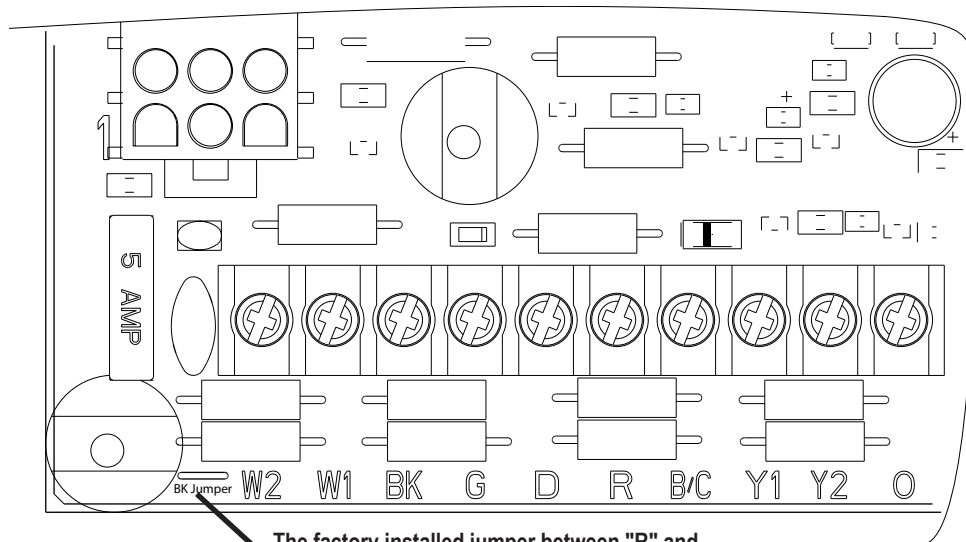 1
5 AMP
BK Jumper
W2 W1 BK G D R B/C Y1 Y2 O
The factory installed jumper between "R" and